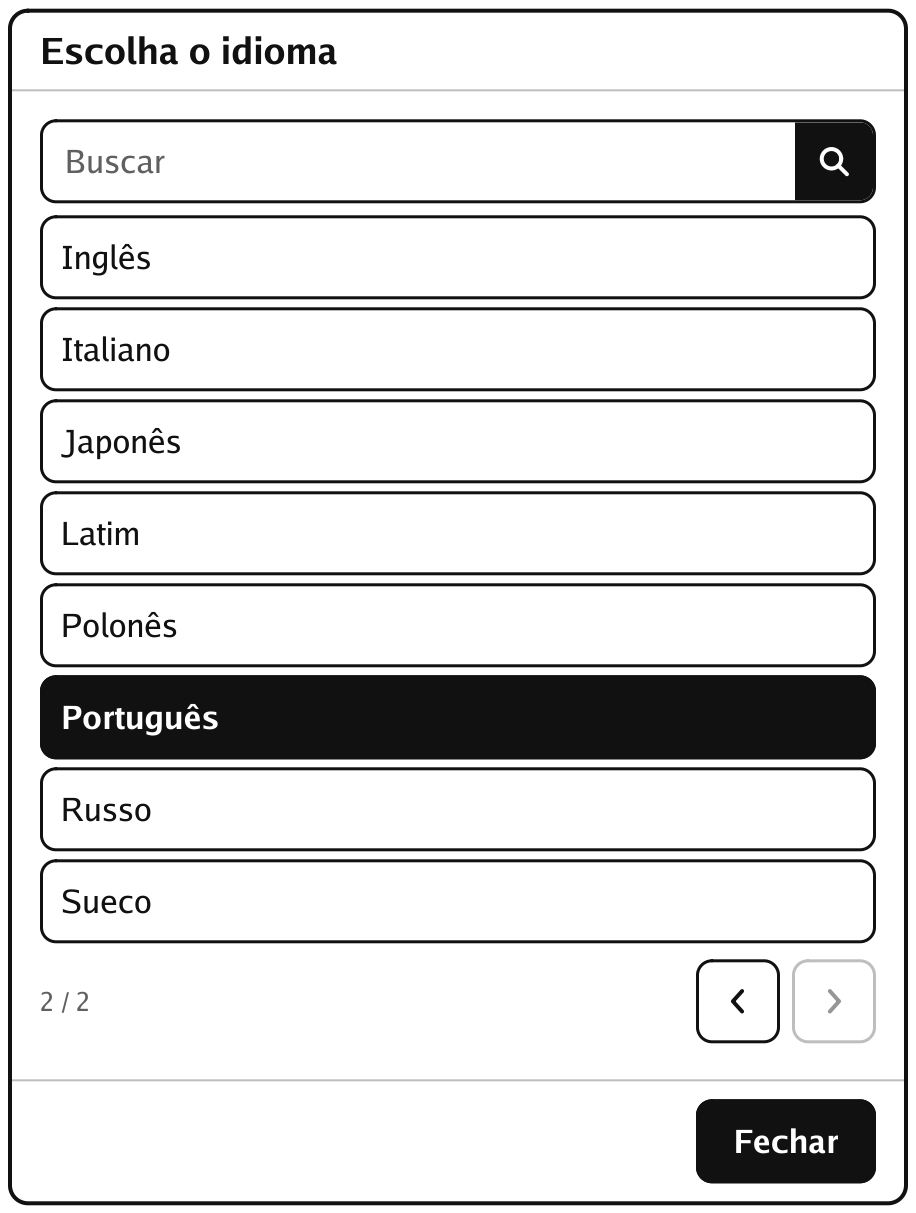 Escolha o idioma
Buscar
Inglês
Italiano
Japonês
Latim
Polonês
Português
Russo
Sueco
2 / 2
Fechar